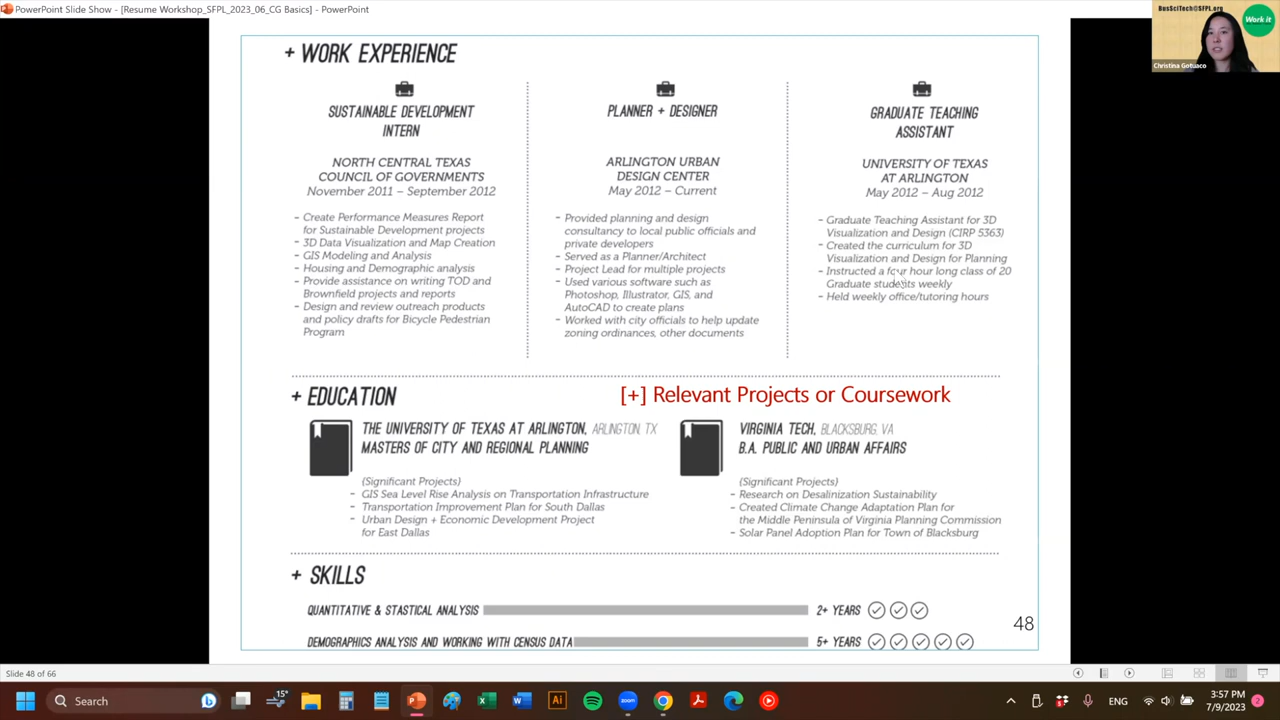 PowerPoint Slide Show - [Resume Workshop_SFPL_2023_06_CG Basics] - PowerPoint
BusSciTech@SFPL.org
Work it
Christina Gotuaco
+ WORK EXPERIENCE
SUSTAINABLE DEVELOPMENT
INTERN
NORTH CENTRAL TEXAS
COUNCIL OF GOVERNMENTS
November 2011 – September 2012
- Create Performance Measures Report
for Sustainable Development projects
- 3D Data Visualization and Map Creation
- GIS Modeling and Analysis
- Housing and Demographic analysis
- Provide assistance on writing TOD and
Brownfield projects and reports
- Design and review outreach products
and policy drafts for Bicycle Pedestrian
Program
PLANNER + DESIGNER
ARLINGTON URBAN
DESIGN CENTER
May 2012 – Current
- Provided planning and design
consultancy to local public officials and
private developers
- Served as a Planner/Architect
- Project Lead for multiple projects
- Used various software such as
Photoshop, Illustrator, GIS, and
AutoCAD to create plans
- Worked with city officials to help update
zoning ordinances, other documents
GRADUATE TEACHING
ASSISTANT
UNIVERSITY OF TEXAS
AT ARLINGTON
May 2012 – Aug 2012
- Graduate Teaching Assistant for 3D
Visualization and Design (CIRP 5363)
- Created the curriculum for 3D
Visualization and Design for Planning
- Instructed a four hour long class of 20
Graduate students weekly
- Held weekly office/tutoring hours
+ EDUCATION
[+] Relevant Projects or Coursework
THE UNIVERSITY OF TEXAS AT ARLINGTON, ARLINGTON, TX
MASTERS OF CITY AND REGIONAL PLANNING
(Significant Projects)
- GIS Sea Level Rise Analysis on Transportation Infrastructure
- Transportation Improvement Plan for South Dallas
- Urban Design + Economic Development Project
for East Dallas
VIRGINIA TECH, BLACKSBURG, VA
B.A. PUBLIC AND URBAN AFFAIRS
(Significant Projects)
- Research on Desalinization Sustainability
- Created Climate Change Adaptation Plan for
the Middle Peninsula of Virginia Planning Commission
- Solar Panel Adoption Plan for Town of Blacksburg
+ SKILLS
QUANTITATIVE & STASTICAL ANALYSIS 2+ YEARS
DEMOGRAPHICS ANALYSIS AND WORKING WITH CENSUS DATA 5+ YEARS
48
Slide 48 of 66
Search
-15°
ENG
3:57 PM
7/9/2023
2